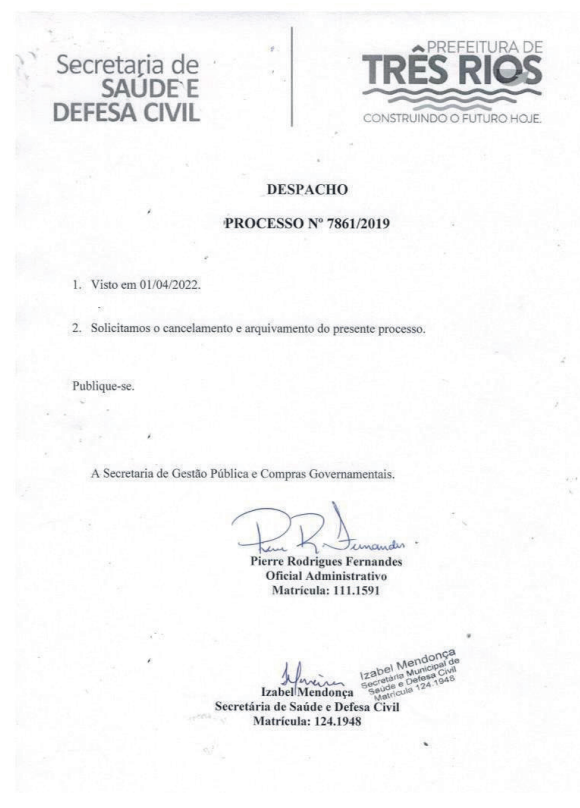 Secretaria de
SAÚDE E
DEFESA CIVIL
PREFEITURA DE
TRÊS RIOS
CONSTRUINDO O FUTURO HOJE.
DESPACHO
PROCESSO Nº 7861/2019
1. Visto em 01/04/2022.
2. Solicitamos o cancelamento e arquivamento do presente processo.
Publique-se.
A Secretaria de Gestão Pública e Compras Governamentais.
Pierre R. Fernandes
Pierre Rodrigues Fernandes
Oficial Administrativo
Matrícula: 111.1591
Izabel Mendonça
Secretária de Saúde e Defesa Civil
Matrícula: 124.1948
Izabel Mendonça
Secretária Municipal de
Saúde e Defesa Civil
Matrícula 124.1948